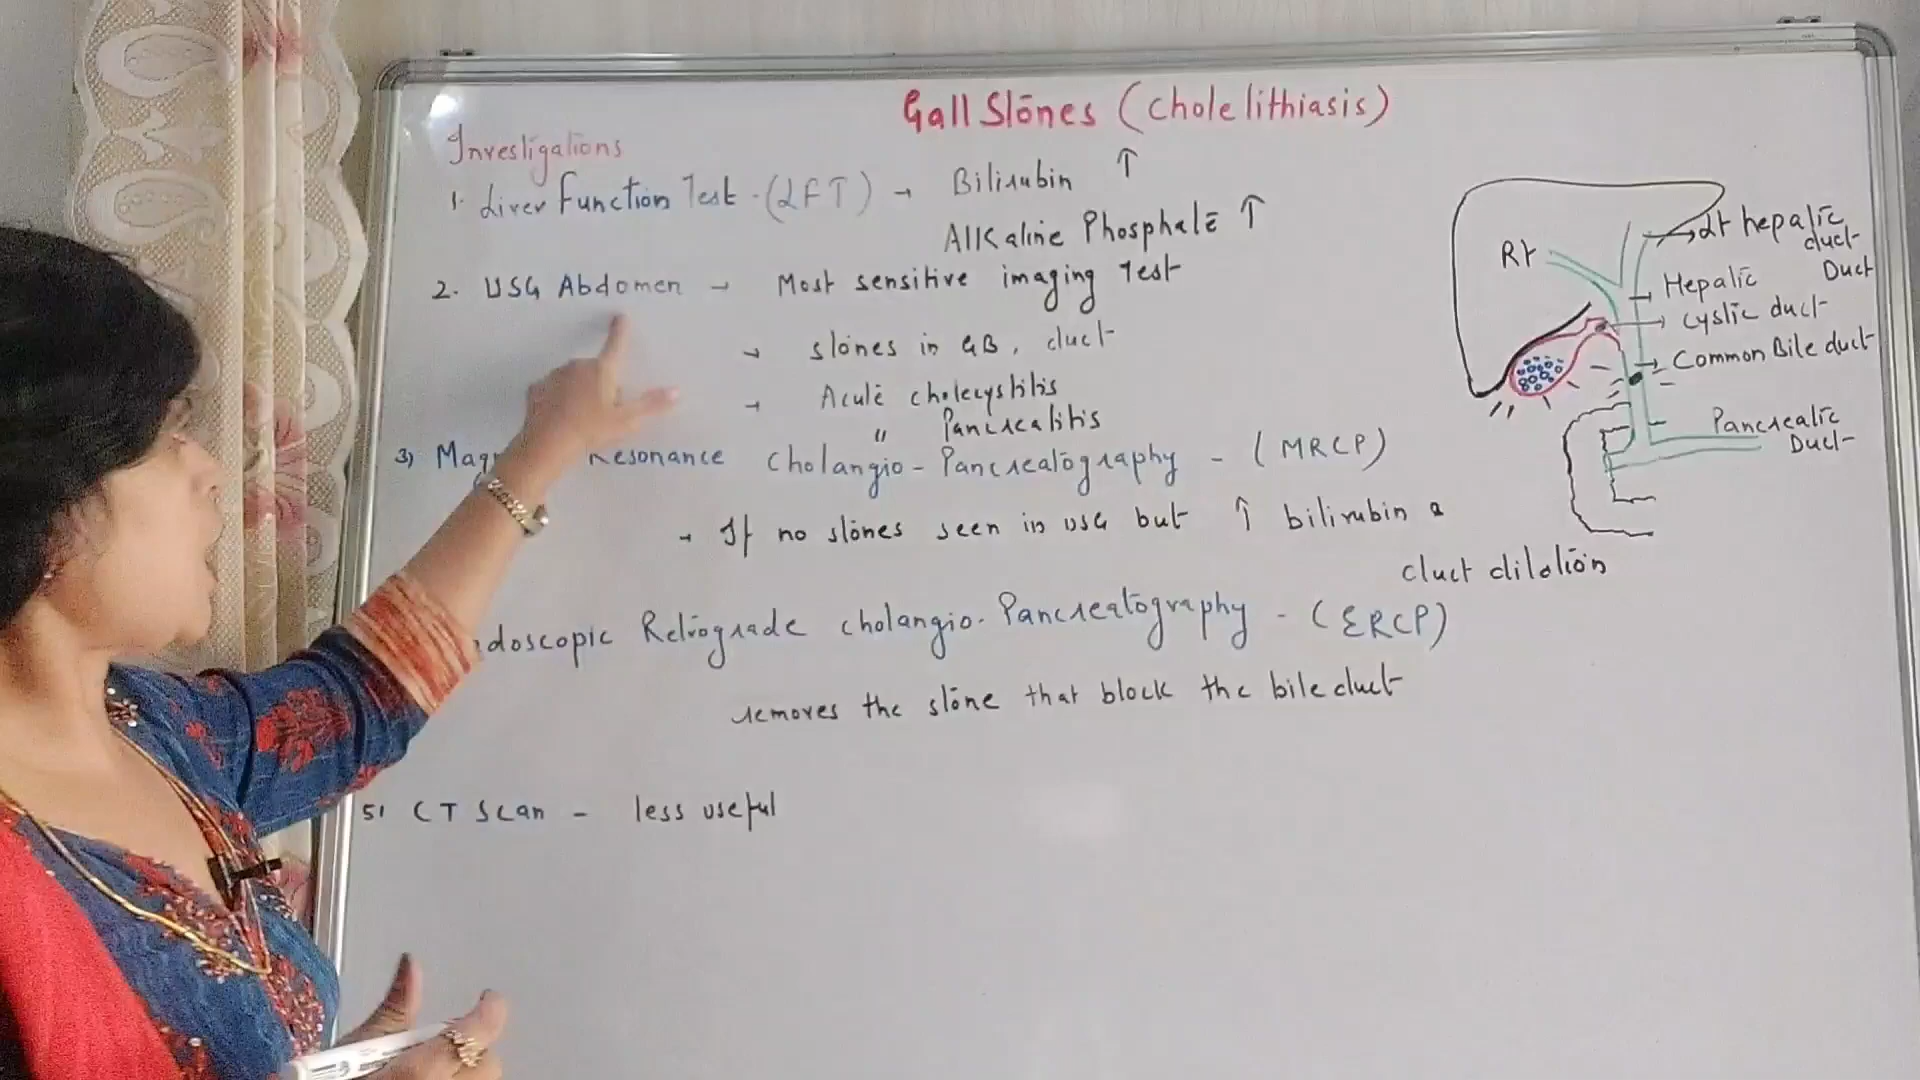 Gall Stones (cholelithiasis)
Investigations
1. Liver Function Test - (LFT) → Bilirubin ↑
Alkaline Phosphate ↑
2. USG Abdomen → Most sensitive imaging Test
→ stones in GB, duct
→ Acute cholecystitis
" Pancreatitis
3) Resonance Cholangio-Pancreatography - (MRCP)
- If no stones seen in USG but ↑ bilirubin &
duct dilation
doscopic Retrograde cholangio-Pancreatography - (ERCP)
removes the stone that block the bile duct
5) CT Scan - less useful
Rt
Lt hepatic
duct
Duct
Hepatic
cystic duct
Common Bile duct
Pancreatic
Duct